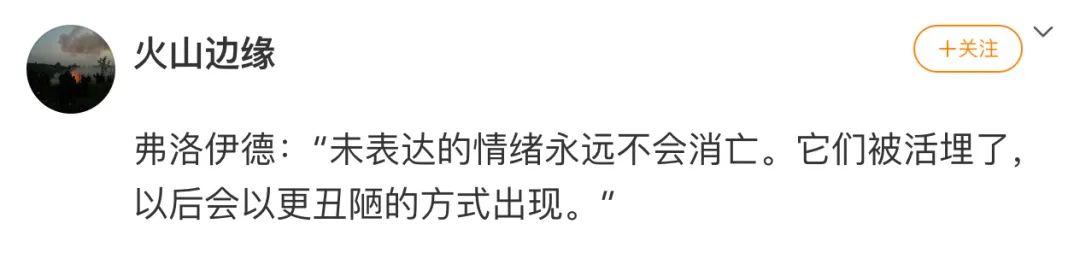 火山边缘
+关注
弗洛伊德：“未表达的情绪永远不会消亡。它们被活埋了，
以后会以更丑陋的方式出现。”